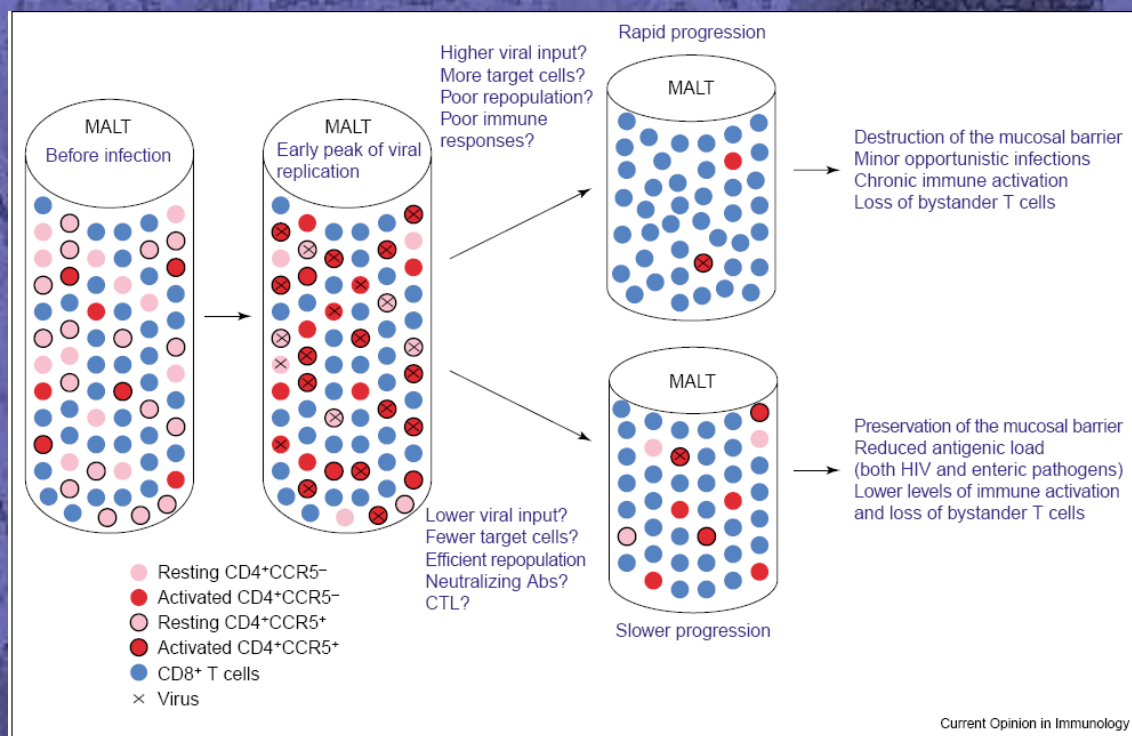 MALT
Before infection
MALT
Early peak of viral
replication
Higher viral input?
More target cells?
Poor repopulation?
Poor immune
responses?
Rapid progression
MALT
Destruction of the mucosal barrier
Minor opportunistic infections
Chronic immune activation
Loss of bystander T cells
Lower viral input?
Fewer target cells?
Efficient repopulation
Neutralizing Abs?
CTL?
MALT
Slower progression
Preservation of the mucosal barrier
Reduced antigenic load
(both HIV and enteric pathogens)
Lower levels of immune activation
and loss of bystander T cells
Resting CD4⁺CCR5⁻
Activated CD4⁺CCR5⁻
Resting CD4⁺CCR5⁺
Activated CD4⁺CCR5⁺
CD8⁺ T cells
Virus
Current Opinion in Immunology